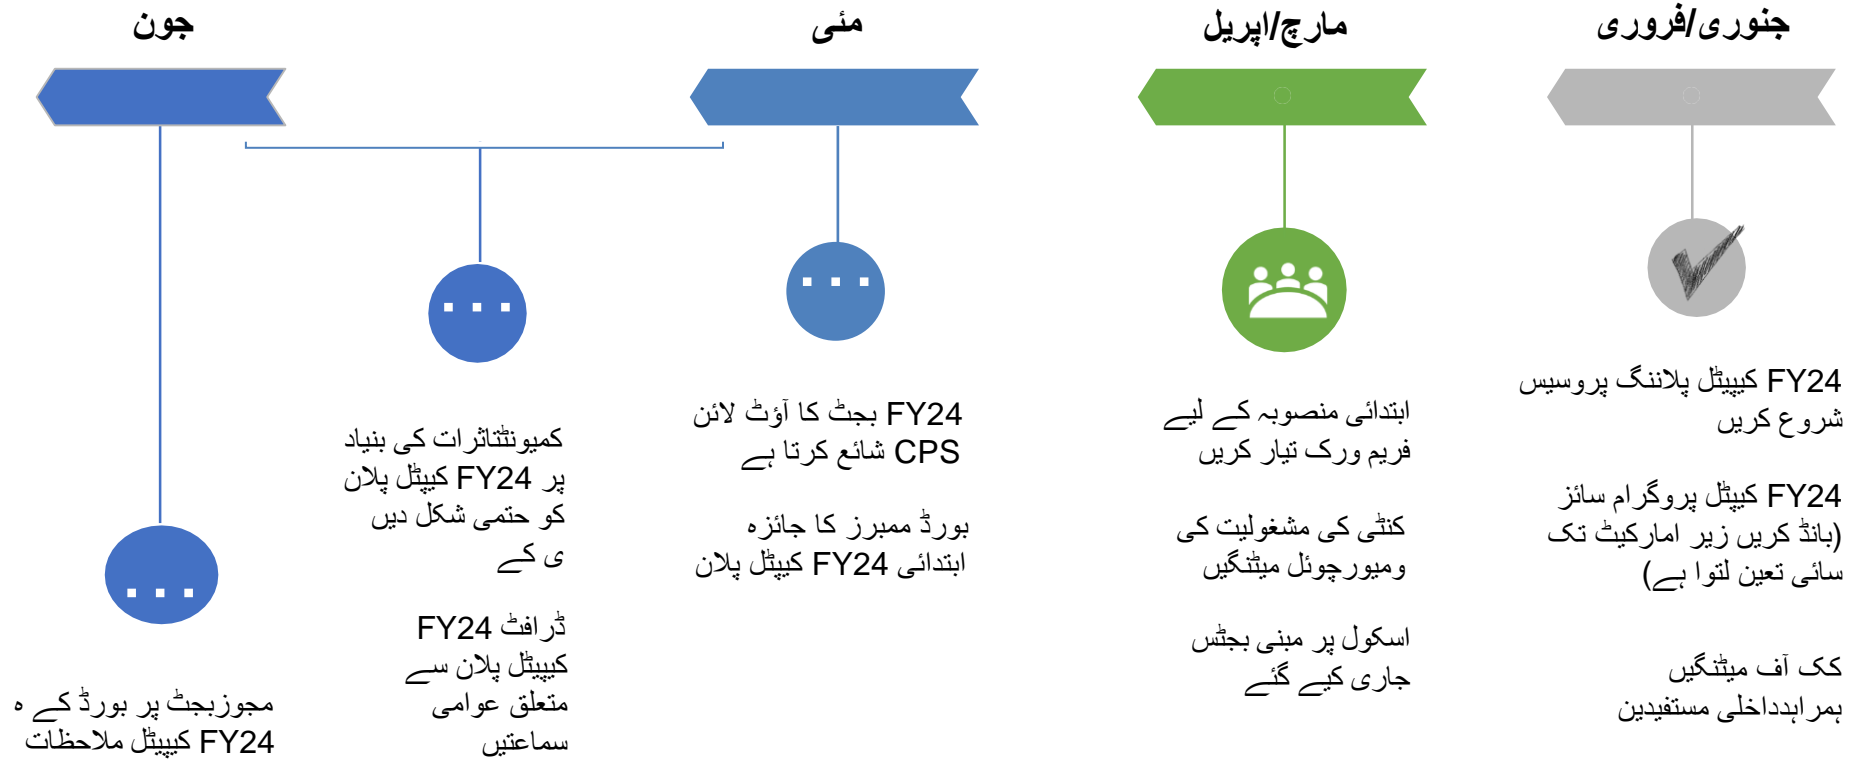 جنوری/فروری
مارچ/اپریل
مئی
جون
FY24 کیپیٹل پلاننگ پروسیس
شروع کریں
FY24 کیپٹل پروگرام سائز
(بانڈ کریں زیر امارکیٹ تک
سائی تعین لتوا ہے)
کک آف میٹنگیں
ہمراہدداخلی مستفیدین
ابتدائی منصوبہ کے لیے
فریم ورک تیار کریں
کنٹی کی مشغولیت کی
ومیورچوئل میٹنگیں
اسکول پر مبنی بجٹس
جاری کیے گئے
FY24 بجٹ کا آؤٹ لائن
CPS شائع کرتا ہے
بورڈ ممبرز کا جائزہ
ابتدائی FY24 کیپٹل پلان
کمیونٹتاثرات کی بنیاد
پر FY24 کیپٹل پلان
کو حتمی شکل دیں
ی کے
ڈرافٹ FY24
کیپیٹل پلان سے
متعلق عوامی
سماعتیں
مجوزبجٹ پر بورڈ کے ہ
FY24 کیپیٹل ملاحظات